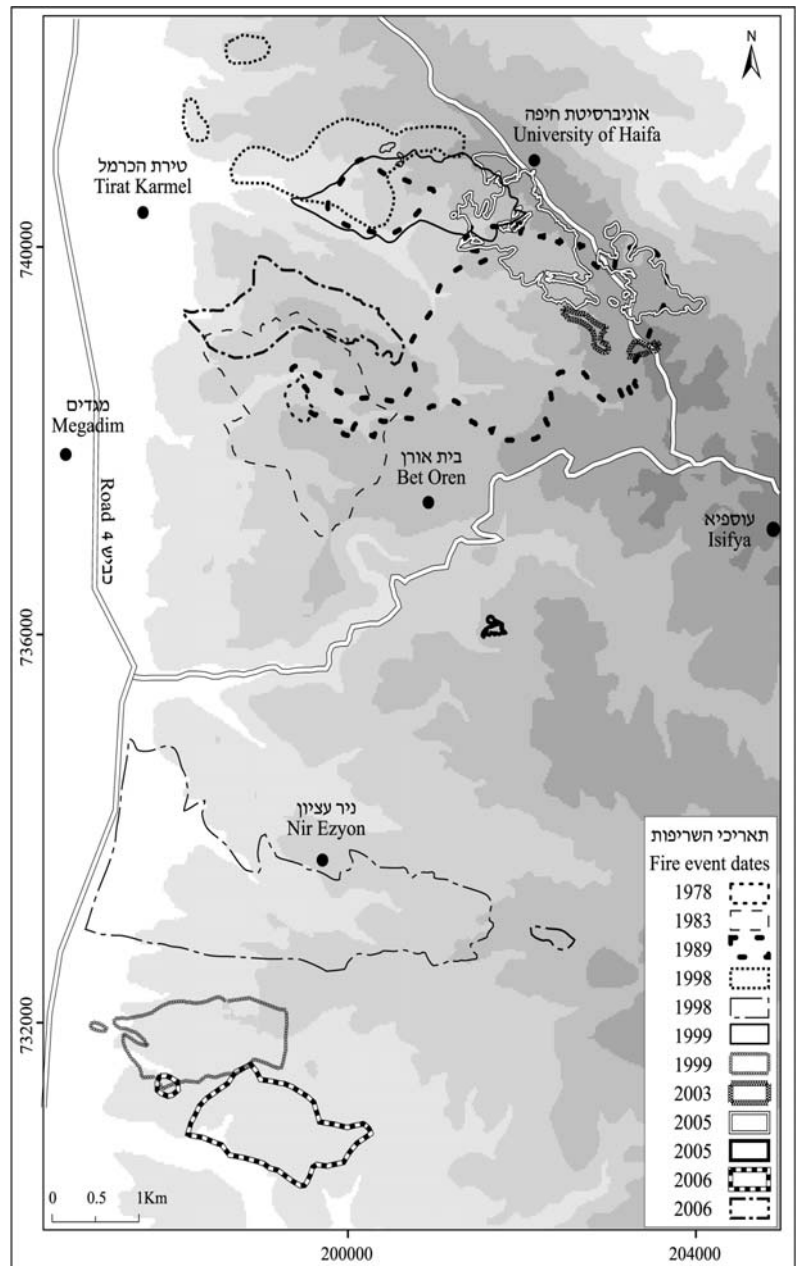 N
אוניברסיטת חיפה
University of Haifa
טירת הכרמל
Tirat Karmel
740000
מגדים
Megadim
בית אורן
Bet Oren
עוספיא
Isifya
כביש 4 Road
736000
ניר עציון
Nir Ezyon
732000
תאריכי השריפות
Fire event dates
1978
1983
1989
1998
1998
1999
1999
2003
2005
2005
2006
2006
0 0.5 1Km
200000 204000